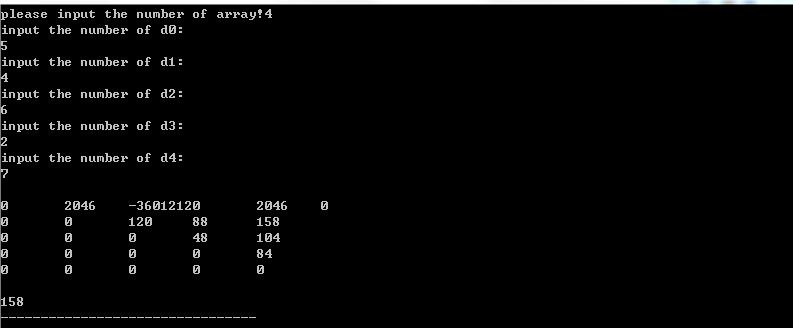 please input the number of array!4
input the number of d0:
5
input the number of d1:
4
input the number of d2:
6
input the number of d3:
2
input the number of d4:
7
0 2046 -36012120 2046 0
0 0 120 88 158
0 0 0 48 104
0 0 0 0 84
0 0 0 0 0
158
--------------------------------